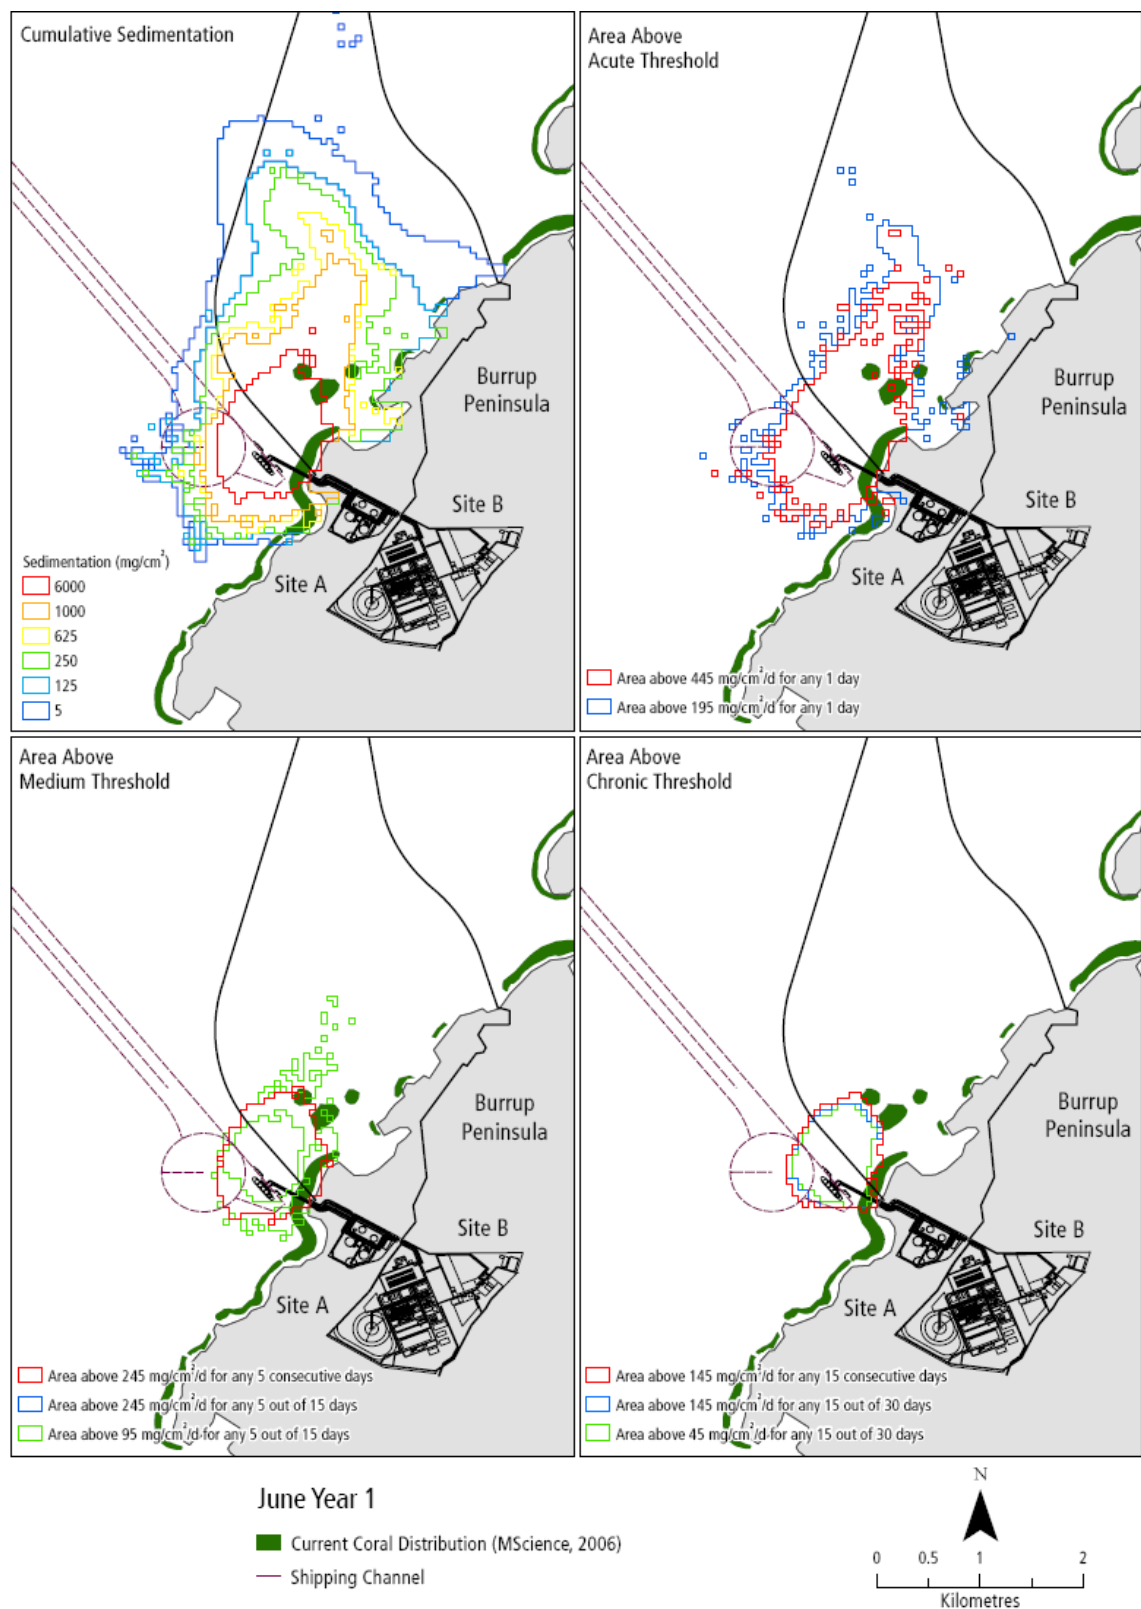 Cumulative Sedimentation
Burrup
Peninsula
Site B
Site A
Sedimentation (mg/cm²)
6000
1000
625
250
125
5
Area Above
Acute Threshold
Burrup
Peninsula
Site B
Site A
Area above 445 mg/cm²/d for any 1 day
Area above 195 mg/cm²/d for any 1 day
Area Above
Medium Threshold
Burrup
Peninsula
Site B
Site A
Area above 245 mg/cm²/d for any 5 consecutive days
Area above 245 mg/cm²/d for any 5 out of 15 days
Area above 95 mg/cm²/d for any 5 out of 15 days
Area Above
Chronic Threshold
Burrup
Peninsula
Site B
Site A
Area above 145 mg/cm²/d for any 15 consecutive days
Area above 145 mg/cm²/d for any 15 out of 30 days
Area above 45 mg/cm²/d for any 15 out of 30 days
June Year 1
Current Coral Distribution (MScience, 2006)
Shipping Channel
N
0 0.5 1 2
Kilometres